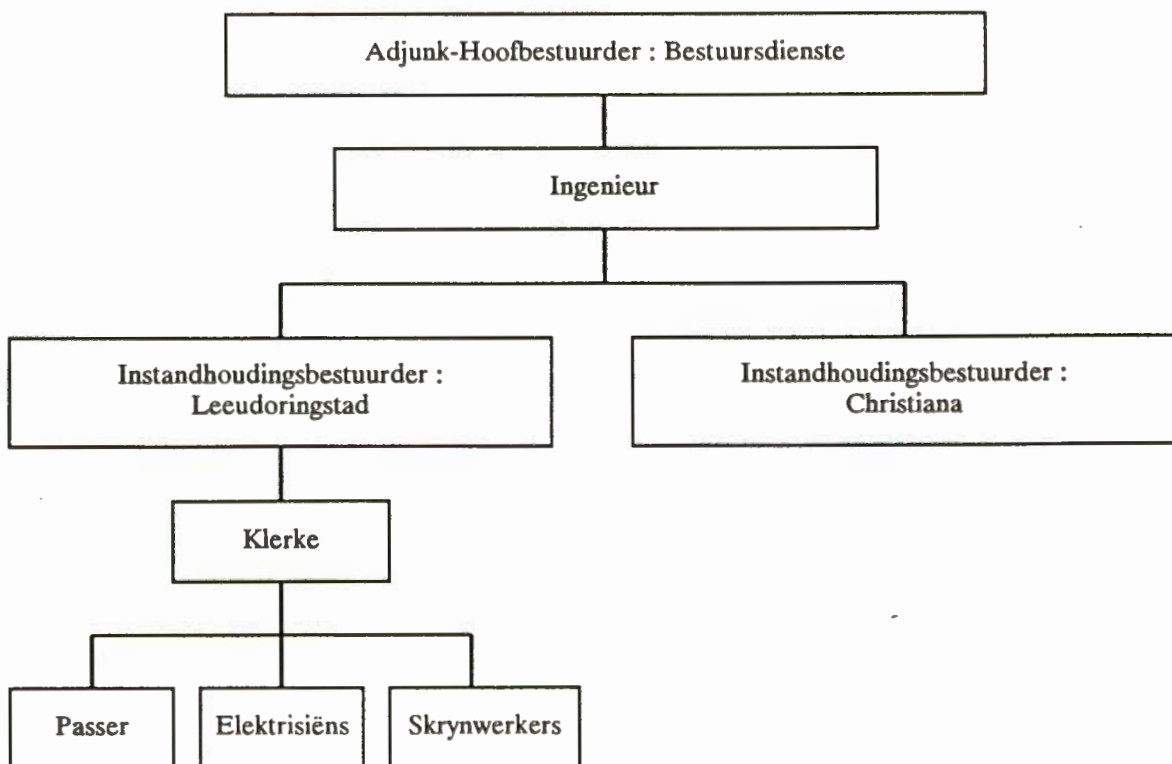 Adjunk-Hoofbestuurder : Bestuursdienste
Ingenieur
Instandhoudingsbestuurder :
Leeudoringstad
Instandhoudingsbestuurder :
Christiana
Klerke
Passer
Elektrisiëns
Skrynwerkers